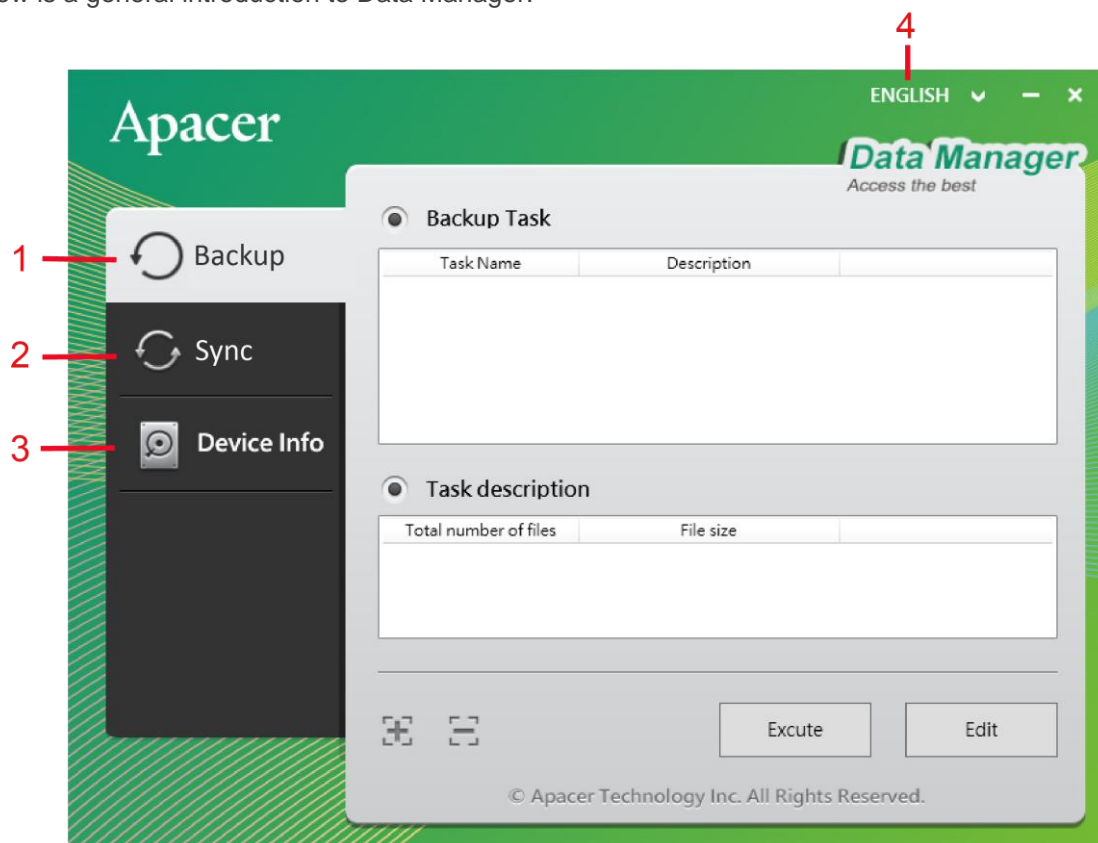 is a general introduction to Data Manager.
4
ENGLISH
Apacer
Data Manager
Access the best
Backup Task
1
Backup
Task Name Description
2
Sync
3
Device Info
Task description
Total number of files File size
Excute Edit
© Apacer Technology Inc. All Rights Reserved.